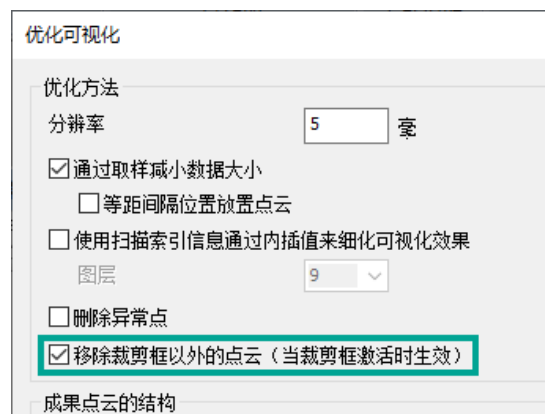 优化可视化
优化方法
分辨率 5 毫
通过取样减小数据大小
等距间隔位置放置点云
使用扫描索引信息通过内插值来细化可视化效果
图层 9
删除异常点
移除裁剪框以外的点云（当裁剪框激活时生效）
成果点云的结构